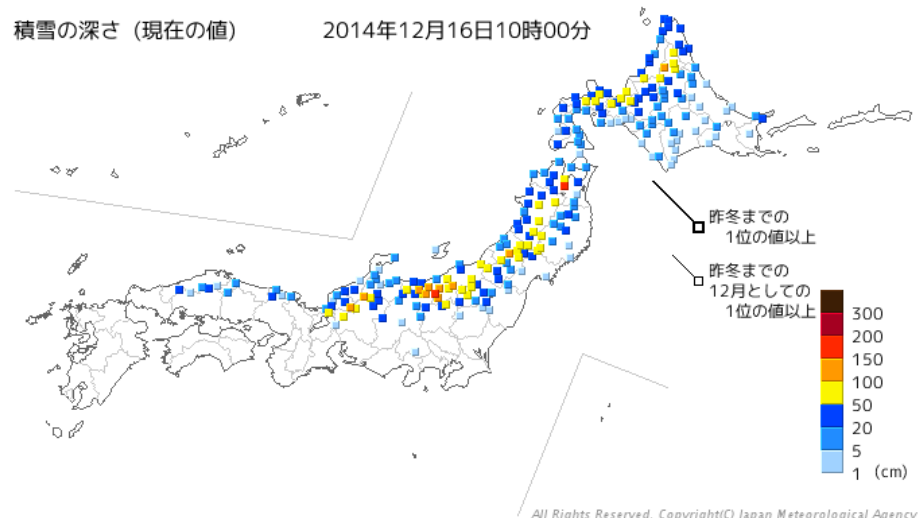 積雪の深さ (現在の値)
2014年12月16日10時00分
昨冬までの
1位の値以上
昨冬までの
12月としての
1位の値以上
300
200
150
100
50
20
5
1 (cm)
All Rights Reserved. Copyright(C) Japan Meteorological Agency